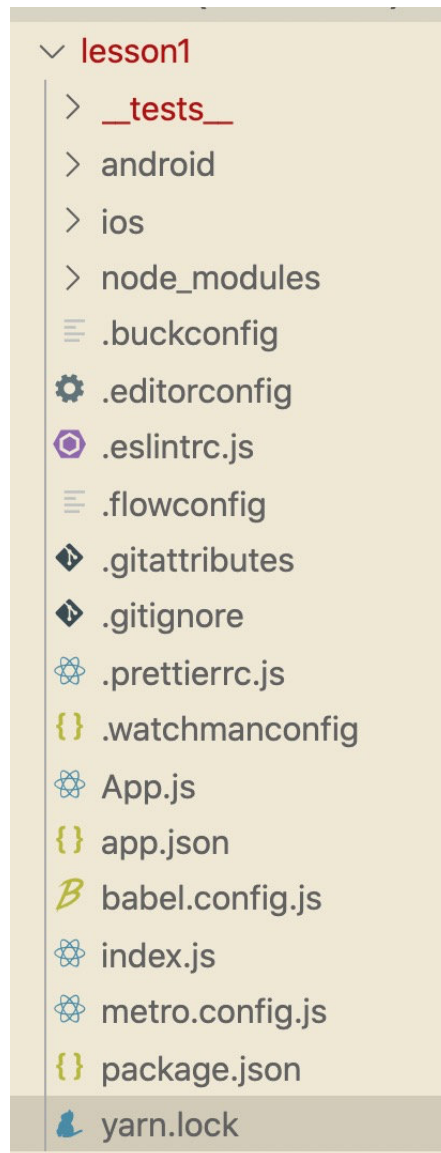 lesson1
__tests__
android
ios
node_modules
.buckconfig
.editorconfig
.eslintrc.js
.flowconfig
.gitattributes
.gitignore
.prettierrc.js
.watchmanconfig
App.js
app.json
babel.config.js
index.js
metro.config.js
package.json
yarn.lock